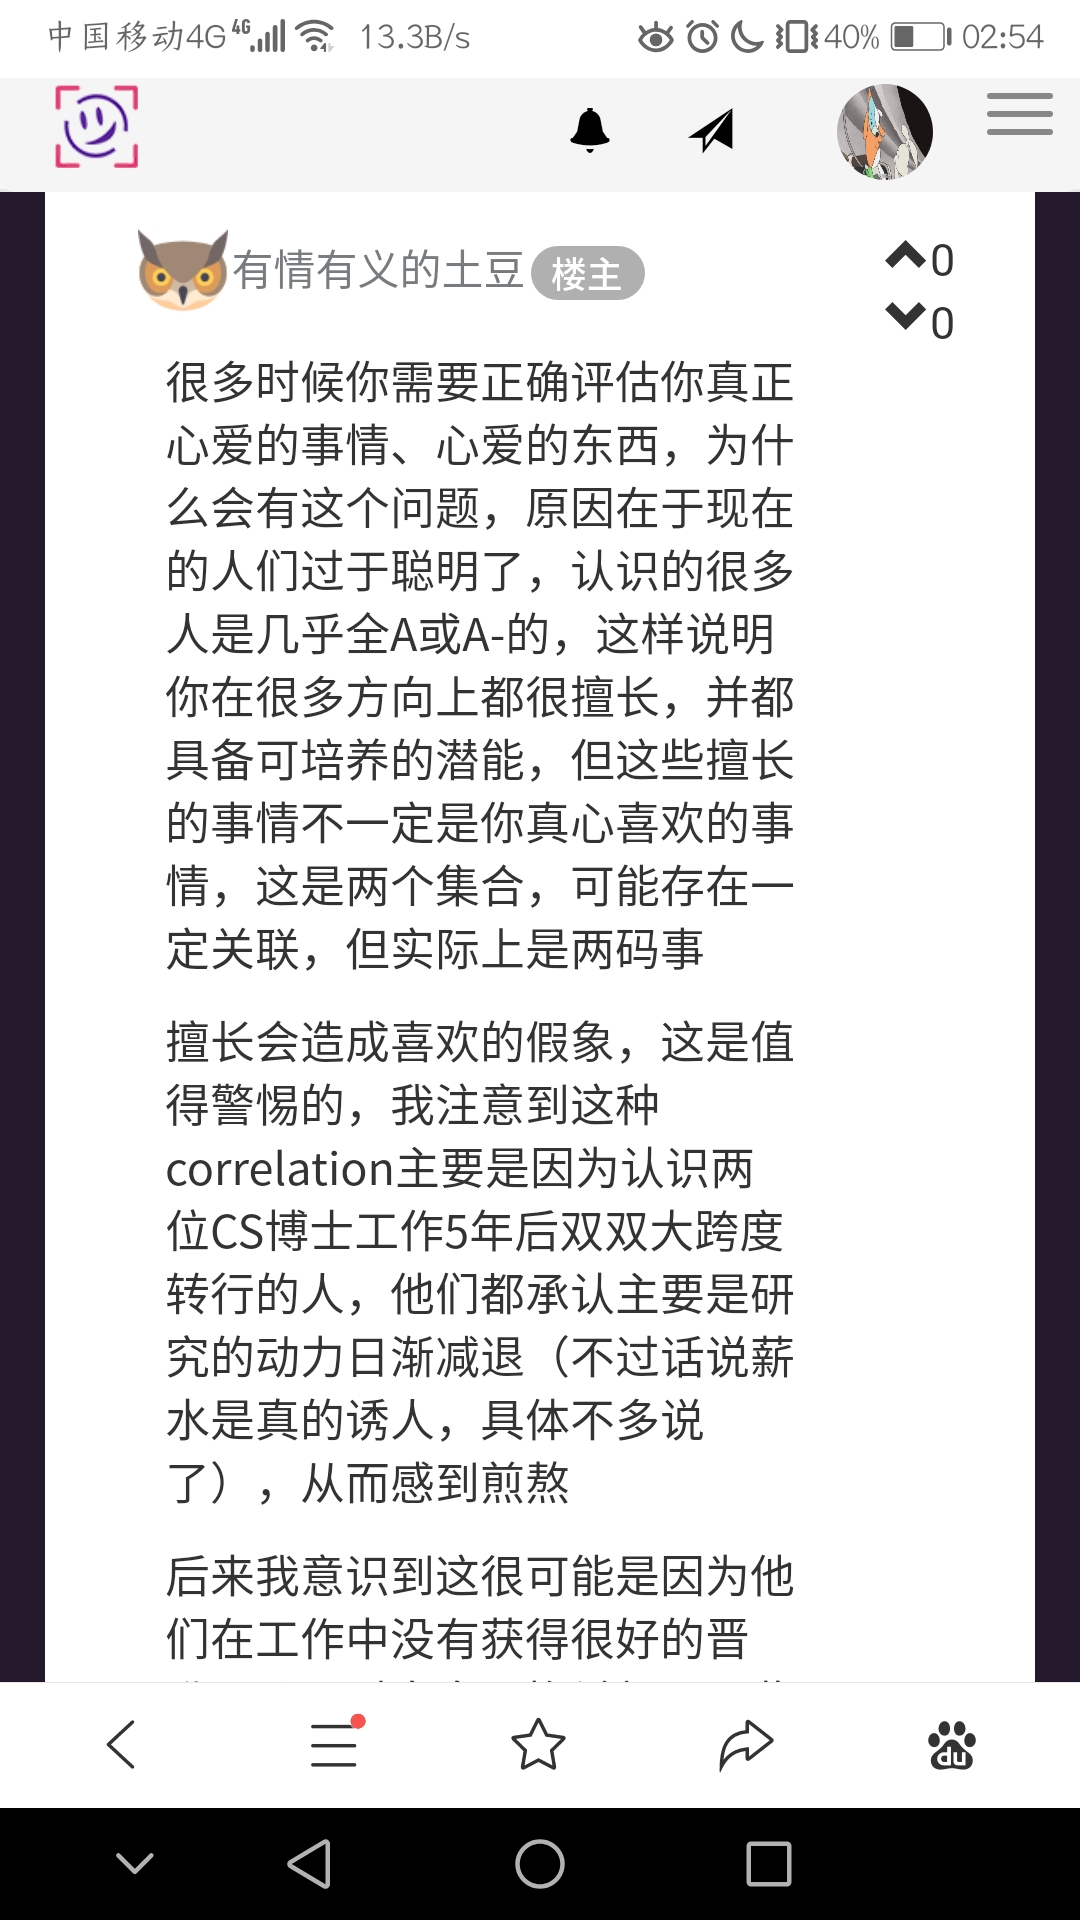 中国移动4G 4G 13.3B/s 40% 02:54
有情有义的土豆 楼主
0
0
很多时候你需要正确评估你真正
心爱的事情、心爱的东西，为什
么会有这个问题，原因在于现在
的人们过于聪明了，认识的很多
人是几乎全A或A-的，这样说明
你在很多方向上都很擅长，并都
具备可培养的潜能，但这些擅长
的事情不一定是你真心喜欢的事
情，这是两个集合，可能存在一
定关联，但实际上是两码事
擅长会造成喜欢的假象，这是值
得警惕的，我注意到这种
correlation主要是因为认识两
位CS博士工作5年后双双大跨度
转行的人，他们都承认主要是研
究的动力日渐减退（不过话说薪
水是真的诱人，具体不多说
了），从而感到煎熬
后来我意识到这很可能是因为他
们在工作中没有获得很好的晋
du